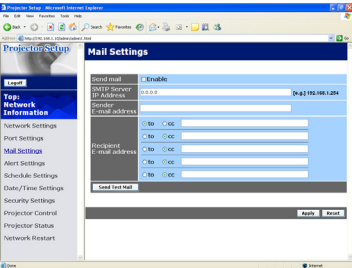 Projector Setup - Microsoft Internet Explorer
File Edit View Favorites Tools Help
Back Search Favorites
Projector Setup
Mail Settings
Logoff
Top:
Network
Information
Network Settings
Port Settings
Mail Settings
Alert Settings
Schedule Settings
Date/Time Settings
Security Settings
Projector Control
Projector Status
Network Restart
Send mail Enable
SMTP Server
IP Address 0.0.0.0 [e.g.] 192.168.1.254
Sender
E-mail address
Recipient
E-mail address
to cc
to cc
to cc
to cc
to cc
Send Test Mail
Apply Reset
Done Internet